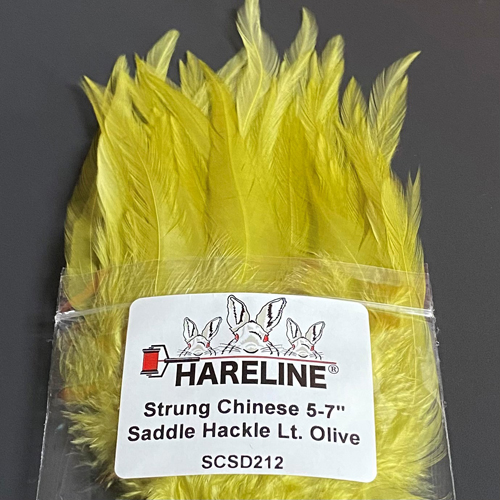 HARELINE®
Strung Chinese 5-7"
Saddle Hackle Lt. Olive
SCSD212